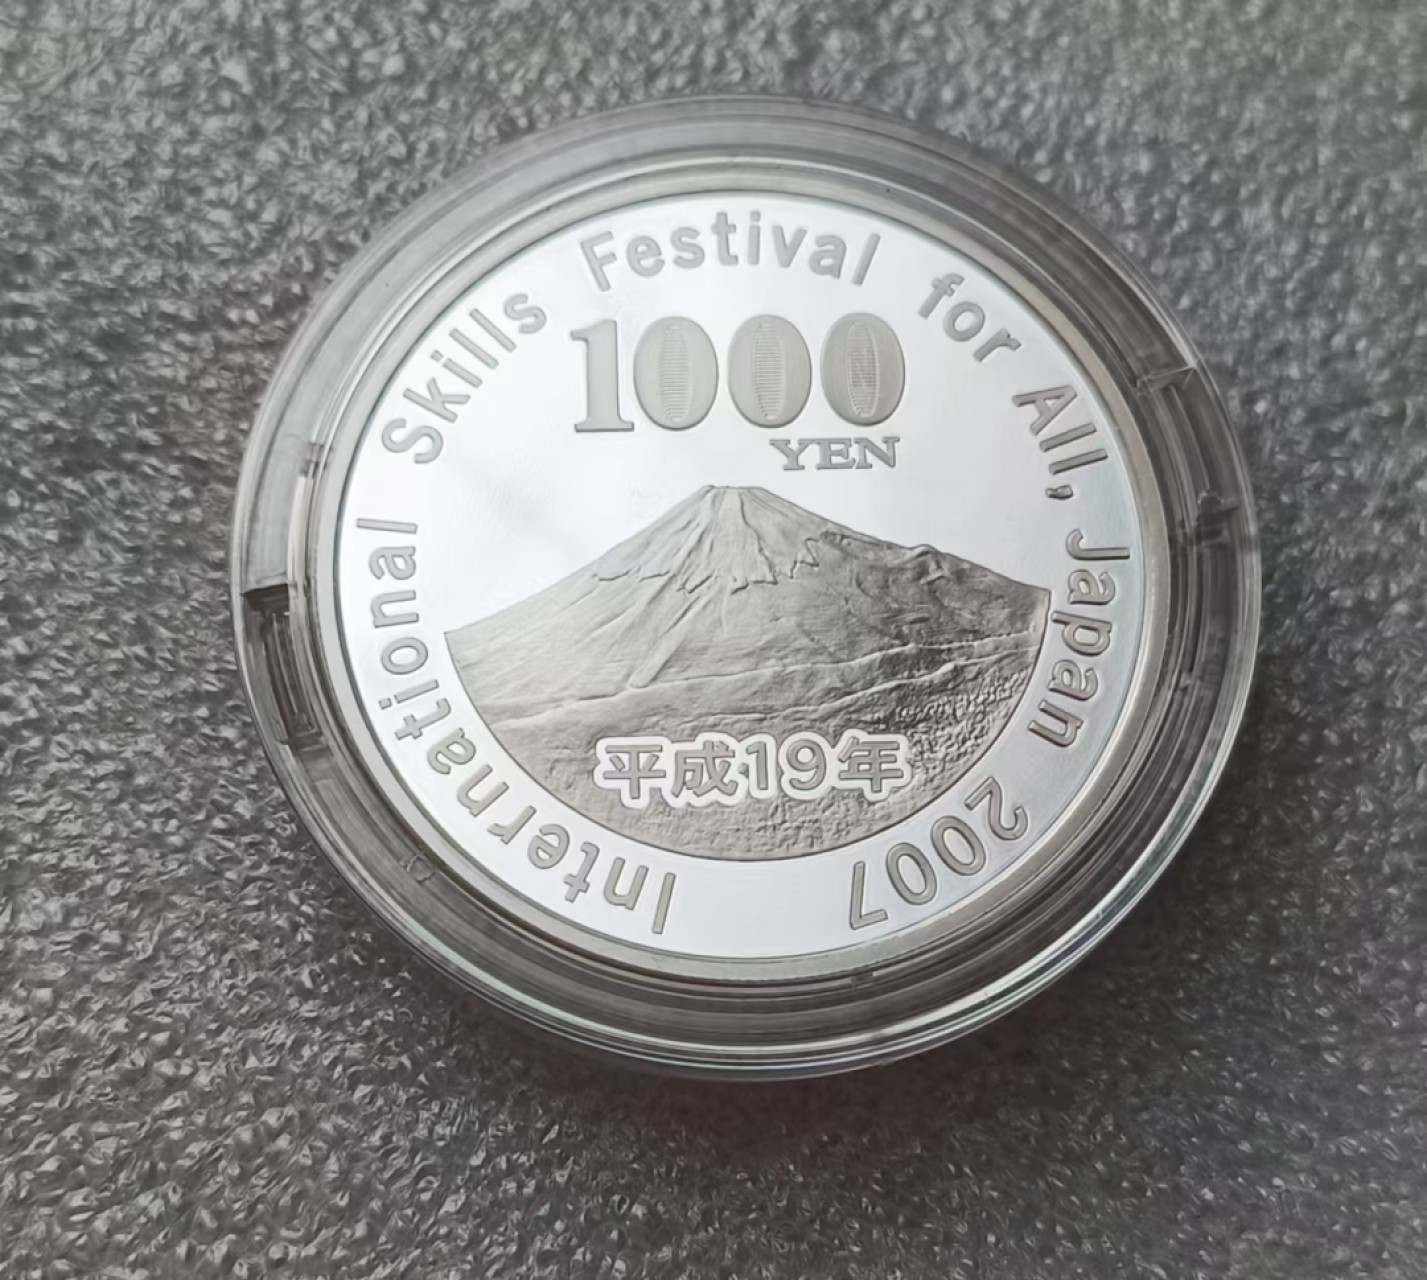 International Skills Festival for All, Japan 2007
1000
YEN
平成19年